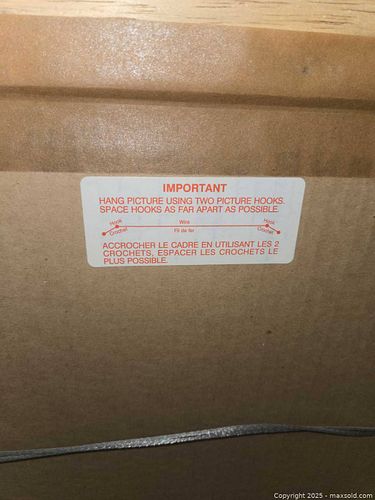 IMPORTANT
HANG PICTURE USING TWO PICTURE HOOKS.
SPACE HOOKS AS FAR APART AS POSSIBLE.
Hook Wire Hook
Crochet Fil de fer Crochet
ACCROCHER LE CADRE EN UTILISANT LES 2
CROCHETS, ESPACER LES CROCHETS LE
PLUS POSSIBLE.
Copyright 2025 - maxsold.com